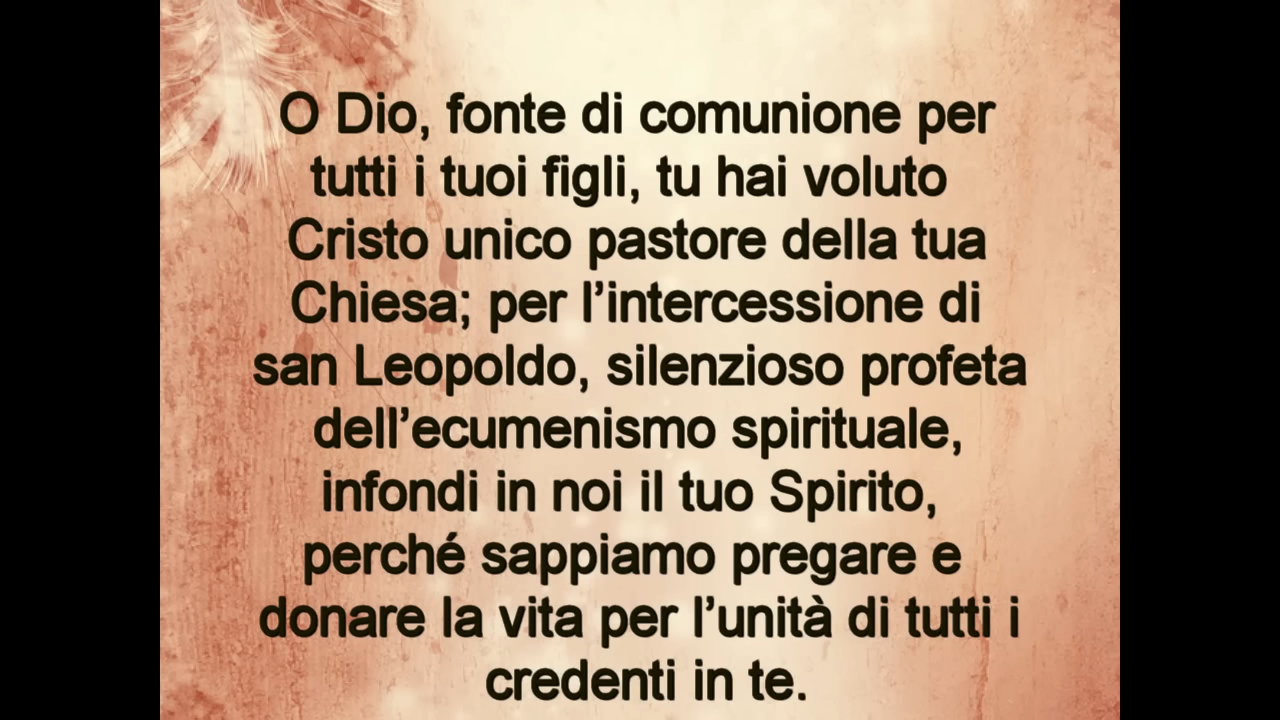 O Dio, fonte di comunione per
tutti i tuoi figli, tu hai voluto
Cristo unico pastore della tua
Chiesa; per l’intercessione di
san Leopoldo, silenzioso profeta
dell’ecumenismo spirituale,
infondi in noi il tuo Spirito,
perché sappiamo pregare e
donare la vita per l’unità di tutti i
credenti in te.